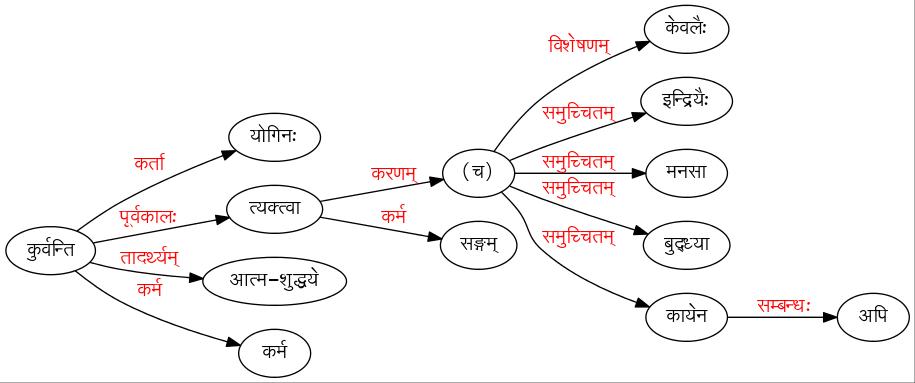 केवलैः
विशेषणम्
इन्द्रियैः
समुच्चितम्
योगिनः
कर्ता
करणम्
(च)
समुच्चितम्
मनसा
समुच्चितम्
पूर्वकालः
त्यक्त्वा
कर्म
समुच्चितम्
बुद्ध्या
सङ्गम्
कुर्वन्ति
तादर्थ्यम्
आत्म-शुद्धये
कर्म
कायेन
सम्बन्धः
अपि
कर्म